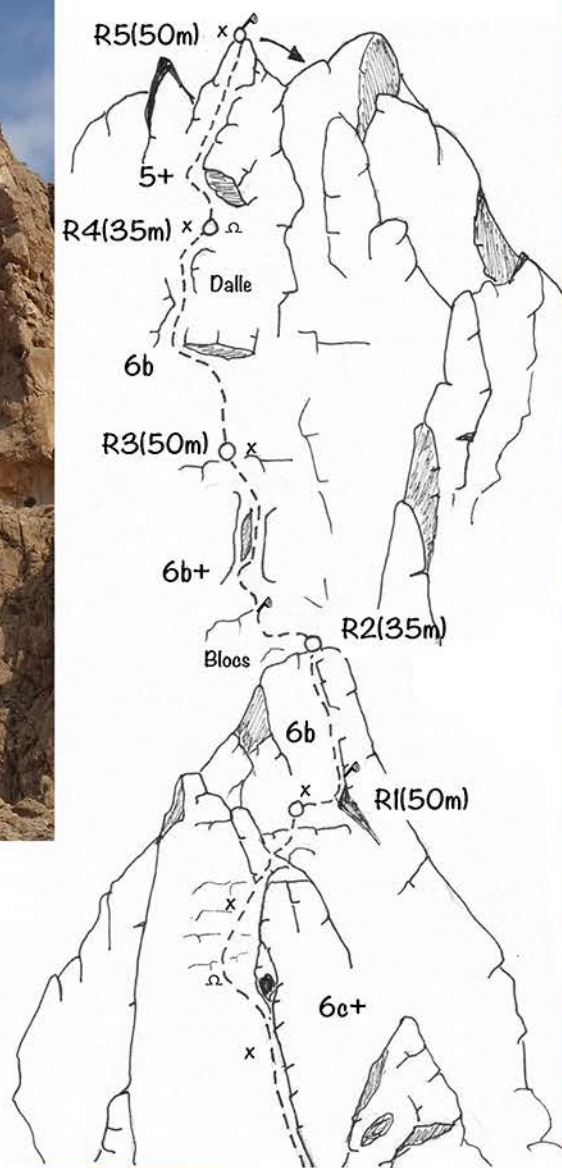 R5(50m)
x
5+
R4(35m)
x
Ω
Dalle
6b
R3(50m)
x
6b+
R2(35m)
Blocs
6b
x
R1(50m)
x
Ω
6c+
x